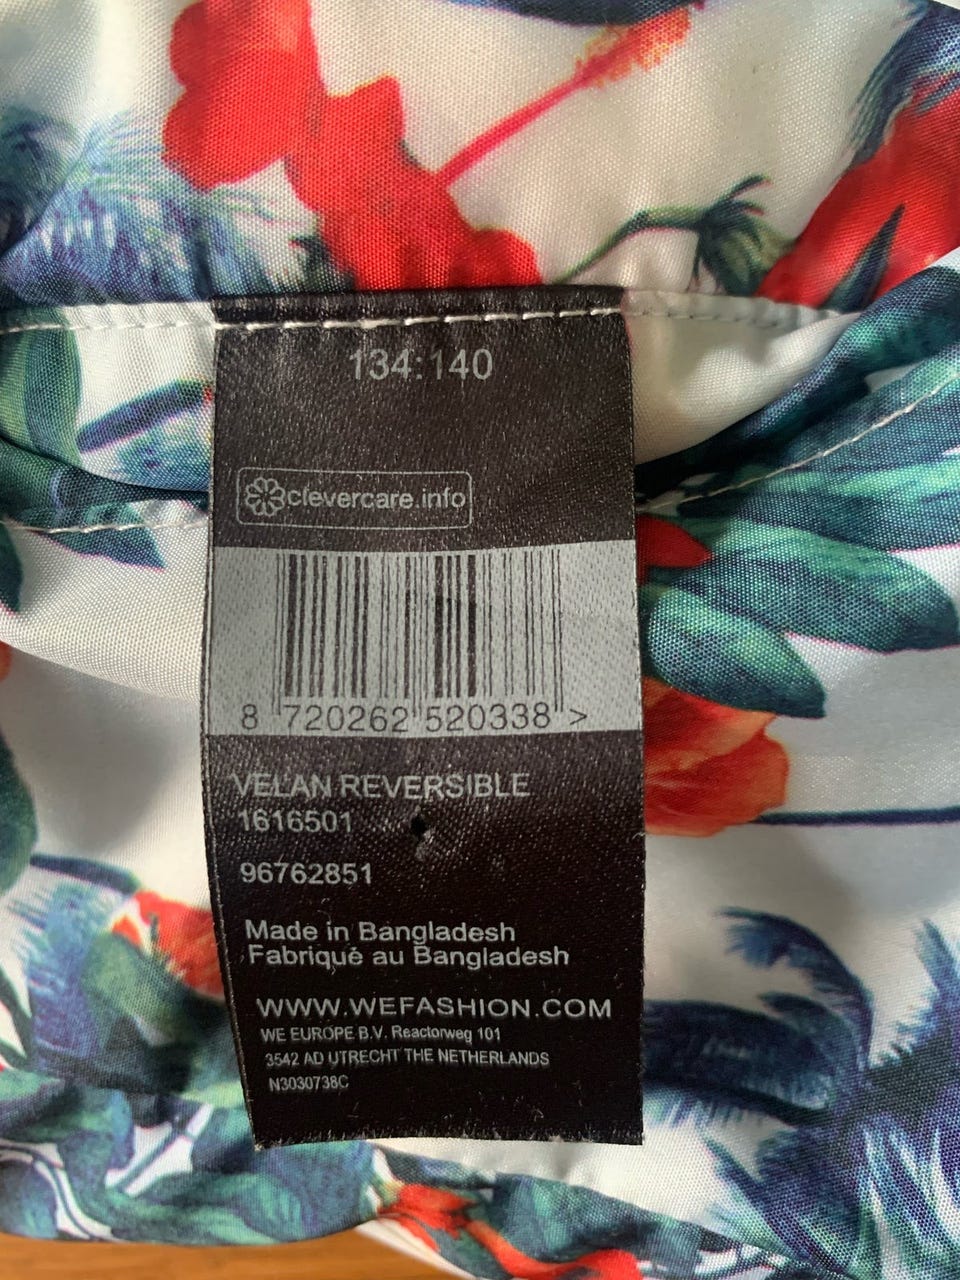 134:140
clevercare.info
8 720262 520338 >
VELAN REVERSIBLE
1616501
96762851
Made in Bangladesh
Fabriqué au Bangladesh
WWW.WEFASHION.COM
WE EUROPE B.V. Reactorweg 101
3542 AD UTRECHT THE NETHERLANDS
N3030738C